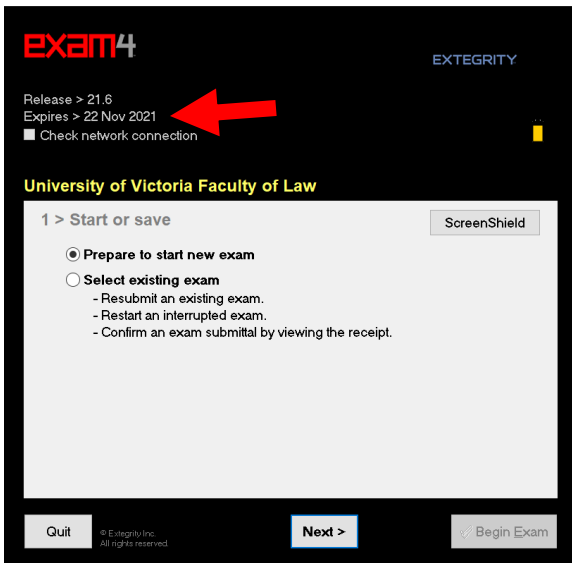 exam4
EXTEGRITY
Release > 21.6
Expires > 22 Nov 2021
Check network connection
University of Victoria Faculty of Law
1 > Start or save
ScreenShield
Prepare to start new exam
Select existing exam
- Resubmit an existing exam.
- Restart an interrupted exam.
- Confirm an exam submittal by viewing the receipt.
Quit
© Extegrity Inc.
All rights reserved.
Next >
Begin Exam